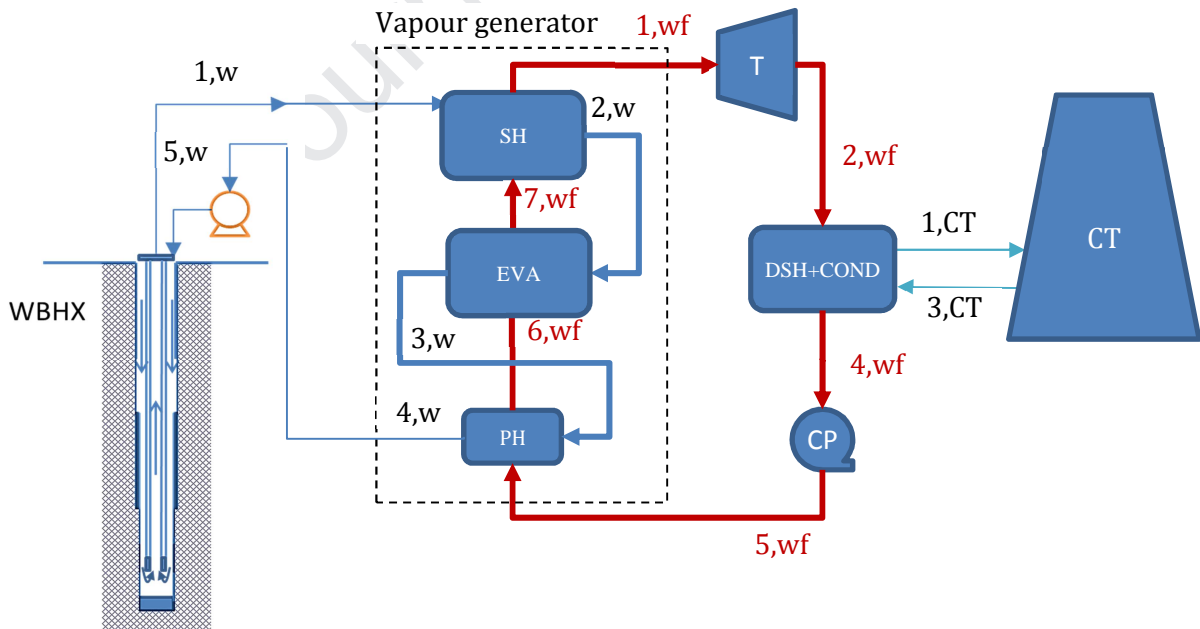 Vapour generator
1,wf
T
1,w
SH
2,w
5,w
2,wf
7,wf
1,CT
CT
EVA
DSH+COND
WBHX
6,wf
3,CT
3,w
4,wf
4,w
PH
CP
5,wf